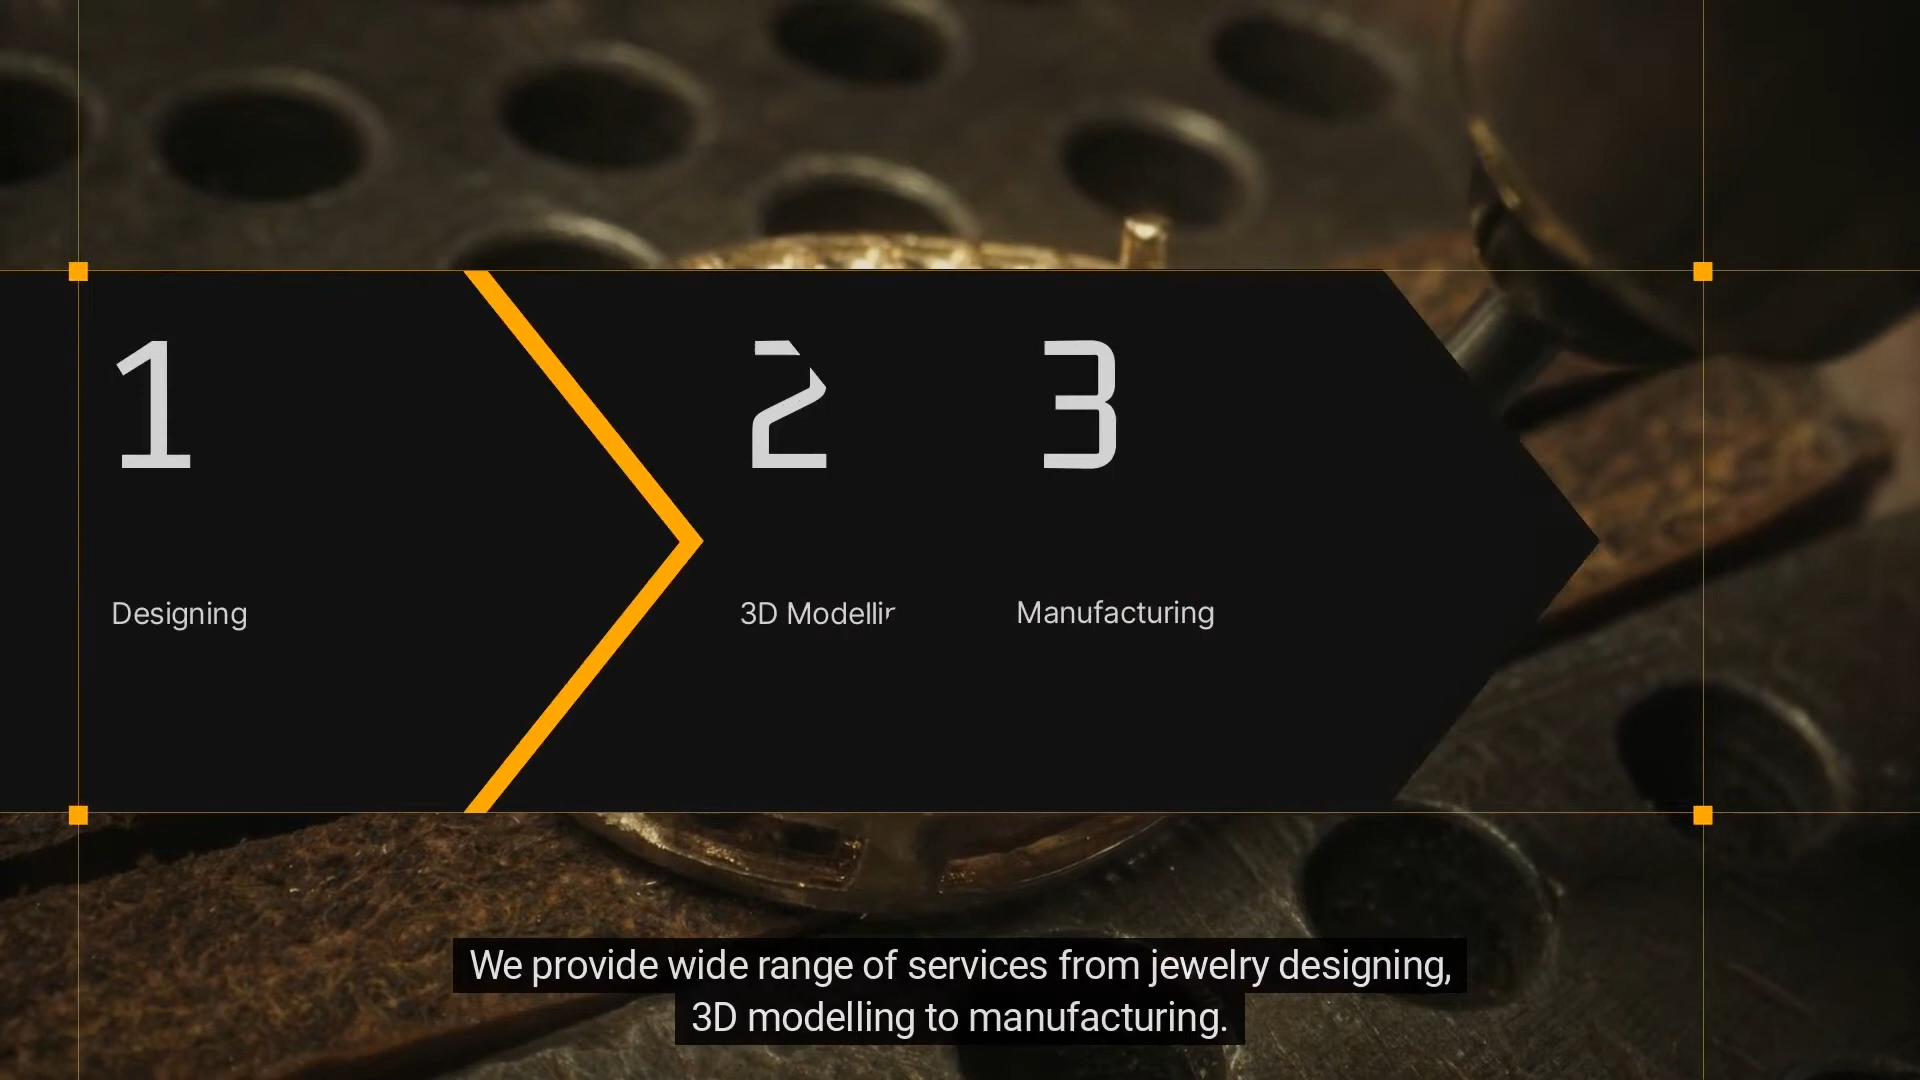 1
2
3
Designing
3D Modellin
Manufacturing
We provide wide range of services from jewelry designing,
3D modelling to manufacturing.